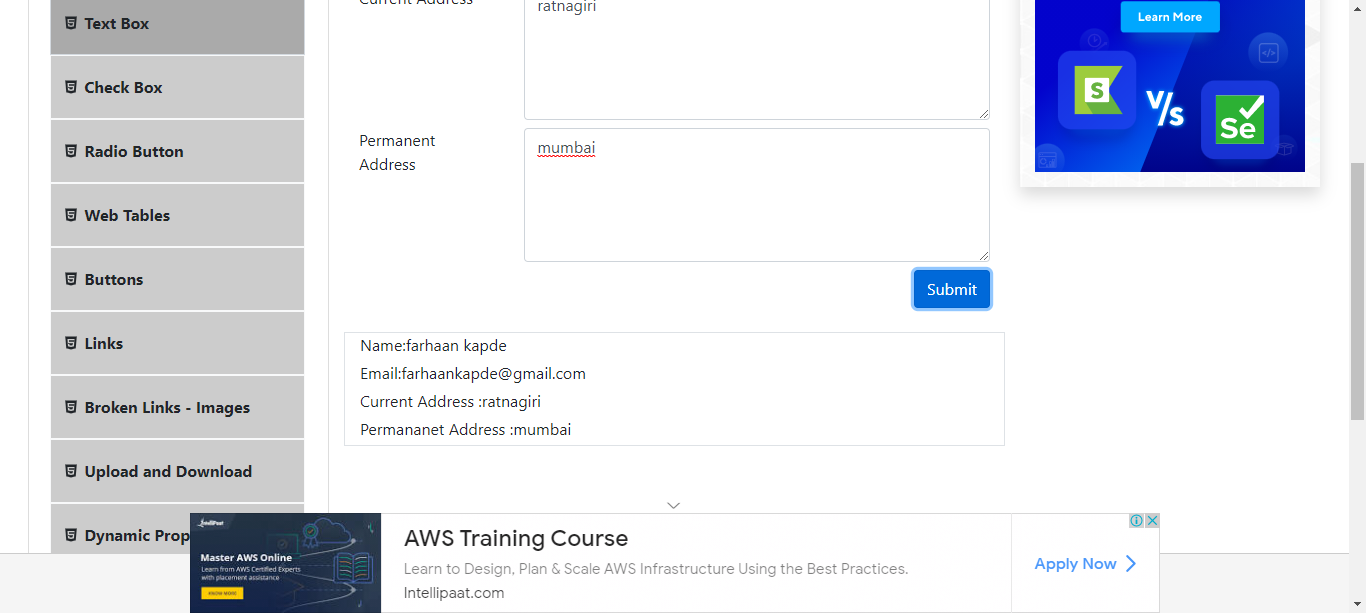 Text Box
Check Box
Radio Button
Web Tables
Buttons
Links
Broken Links - Images
Upload and Download
Dynamic Prop
Current Address
ratnagiri
Permanent
Address
mumbai
Submit
Name:farhaan kapde
Email:farhaankapde@gmail.com
Current Address :ratnagiri
Permananet Address :mumbai
Learn More
S
V/s
Se
IntelliPaat
Master AWS Online
Learn from AWS Certified Experts
with placement assistance
KNOW MORE
AWS Training Course
Learn to Design, Plan & Scale AWS Infrastructure Using the Best Practices.
Intellipaat.com
Apply Now